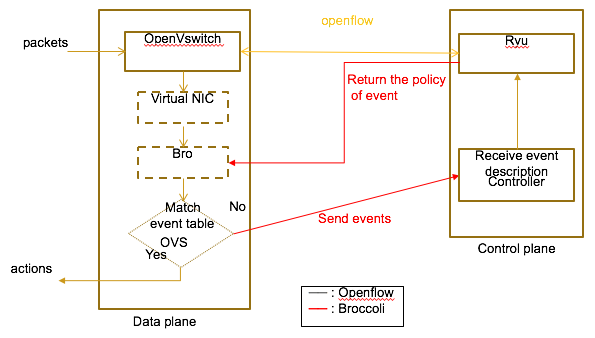 openflow
packets
OpenVswitch
Ryu
Return the policy
of event
Virtual NIC
Bro
Receive event
description
Controller
Match
event table
OVS
Yes
No
Send events
Control plane
actions
Data plane
— : Openflow
— : Broccoli